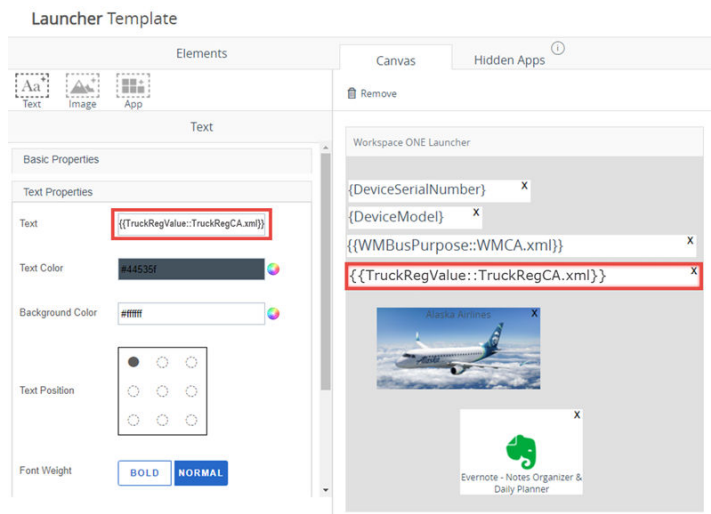 Launcher Template
Elements
Aa+
Text
Image
App
Text
Basic Properties
Text Properties
Text
{{TruckRegValue::TruckRegCA.xml}}
Text Color
#44535f
Background Color
#ffffff
Text Position
Font Weight
BOLD NORMAL
Canvas
Hidden Apps
i
Remove
Workspace ONE Launcher
{DeviceSerialNumber} X
{DeviceModel} X
{{WMBusPurpose::WMCA.xml}} X
{{TruckRegValue::TruckRegCA.xml}} X
Alaska Airlines X
Alaska
X
Evernote - Notes Organizer &
Daily Planner